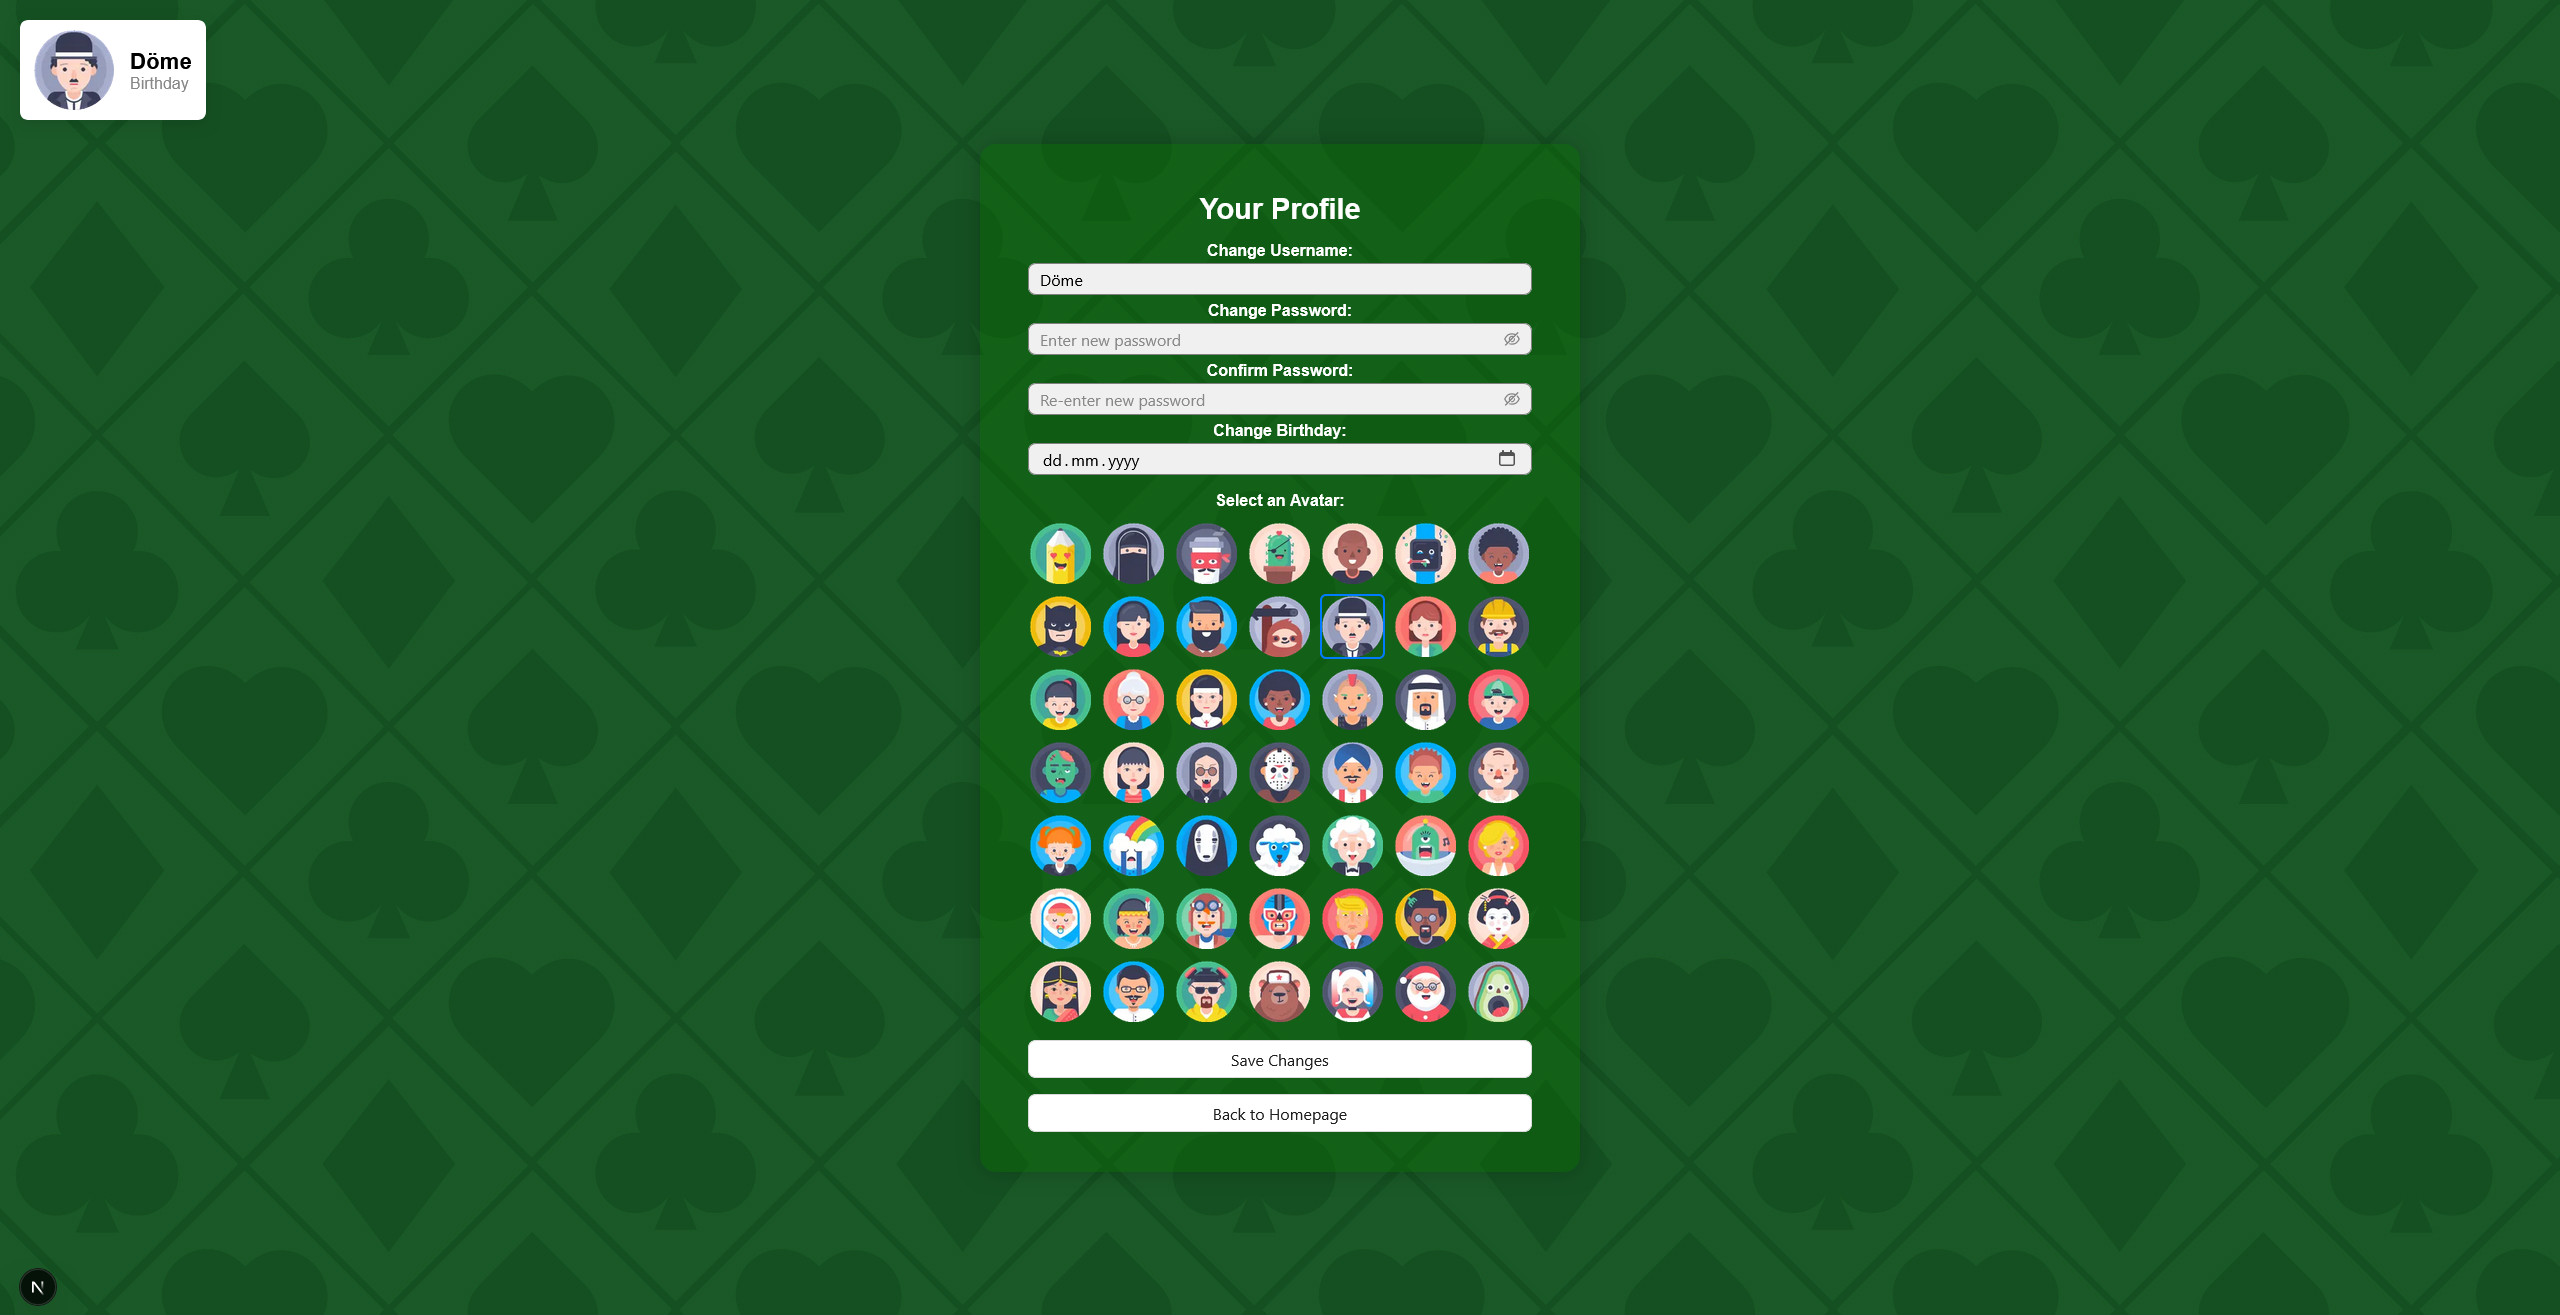 Döme
Birthday
Your Profile
Change Username:
Döme
Change Password:
Enter new password
Confirm Password:
Re-enter new password
Change Birthday:
dd.mm.yyyy
Select an Avatar:
Save Changes
Back to Homepage
N